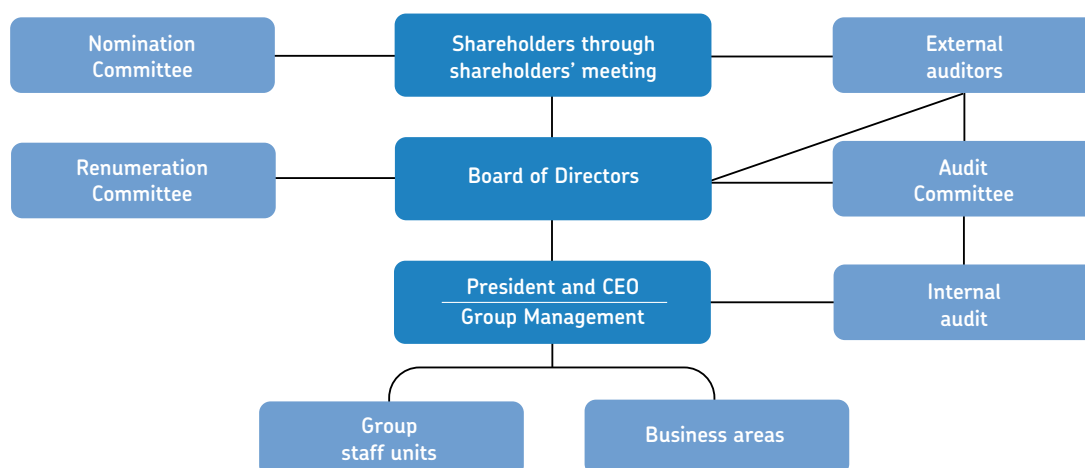 Nomination
Committee
Shareholders through
shareholders’ meeting
External
auditors
Renumeration
Committee
Board of Directors
Audit
Committee
President and CEO
Group Management
Internal
audit
Group
staff units
Business areas